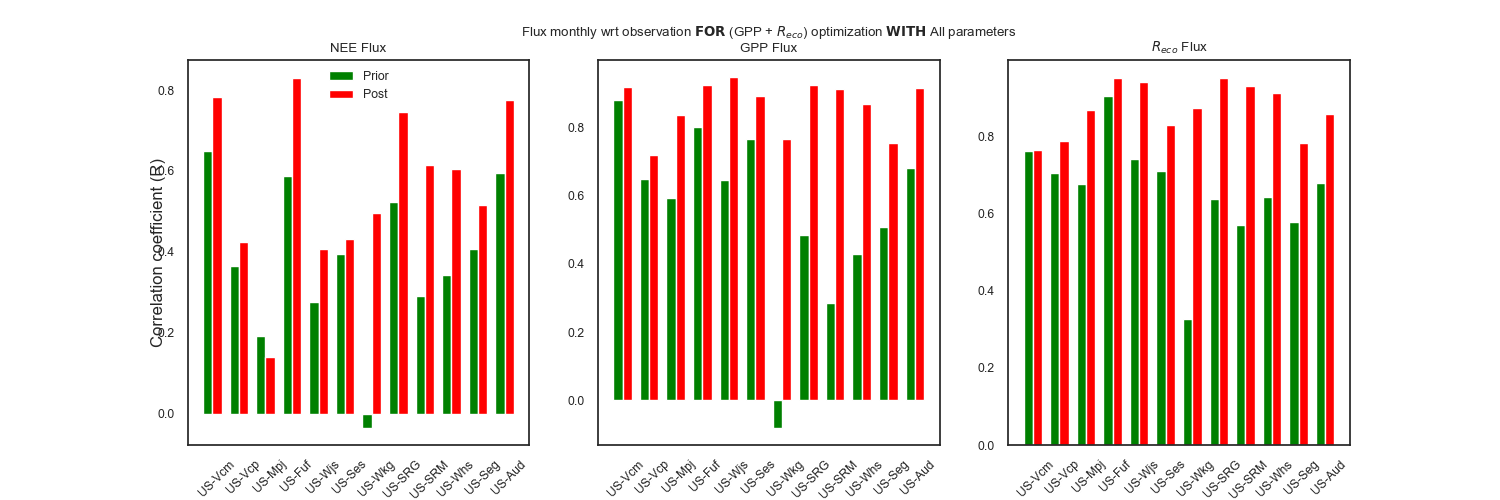 Flux monthly wrt observation FOR (GPP + R_eco) optimization WITH All parameters
NEE Flux
GPP Flux
R_eco Flux
Prior
Post
Correlation coefficient (R)
0.8
0.6
0.4
0.2
0.0
US-Vcm
US-Vcp
US-Mpj
US-Fuf
US-Wjs
US-Ses
US-Wkg
US-SRG
US-SRM
US-Whs
US-Seg
US-Aud
0.8
0.6
0.4
0.2
0.0
US-Vcm
US-Vcp
US-Mpj
US-Fuf
US-Wjs
US-Ses
US-Wkg
US-SRG
US-SRM
US-Whs
US-Seg
US-Aud
0.8
0.6
0.4
0.2
0.0
US-Vcm
US-Vcp
US-Mpj
US-Fuf
US-Wjs
US-Ses
US-Wkg
US-SRG
US-SRM
US-Whs
US-Seg
US-Aud